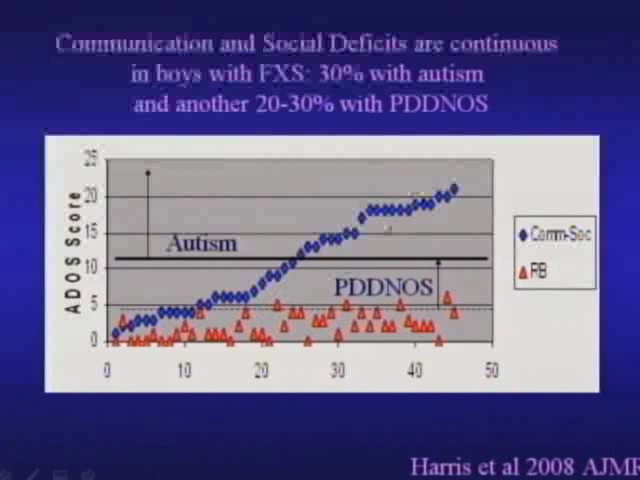 Communication and Social Deficits are continuous
in boys with FXS: 30% with autism
and another 20-30% with PDDNOS
25
20
15
10
5
0
ADOS Score
Autism
PDDNOS
Comm-Soc
RB
0 10 20 30 40 50
Harris et al 2008 AJMR